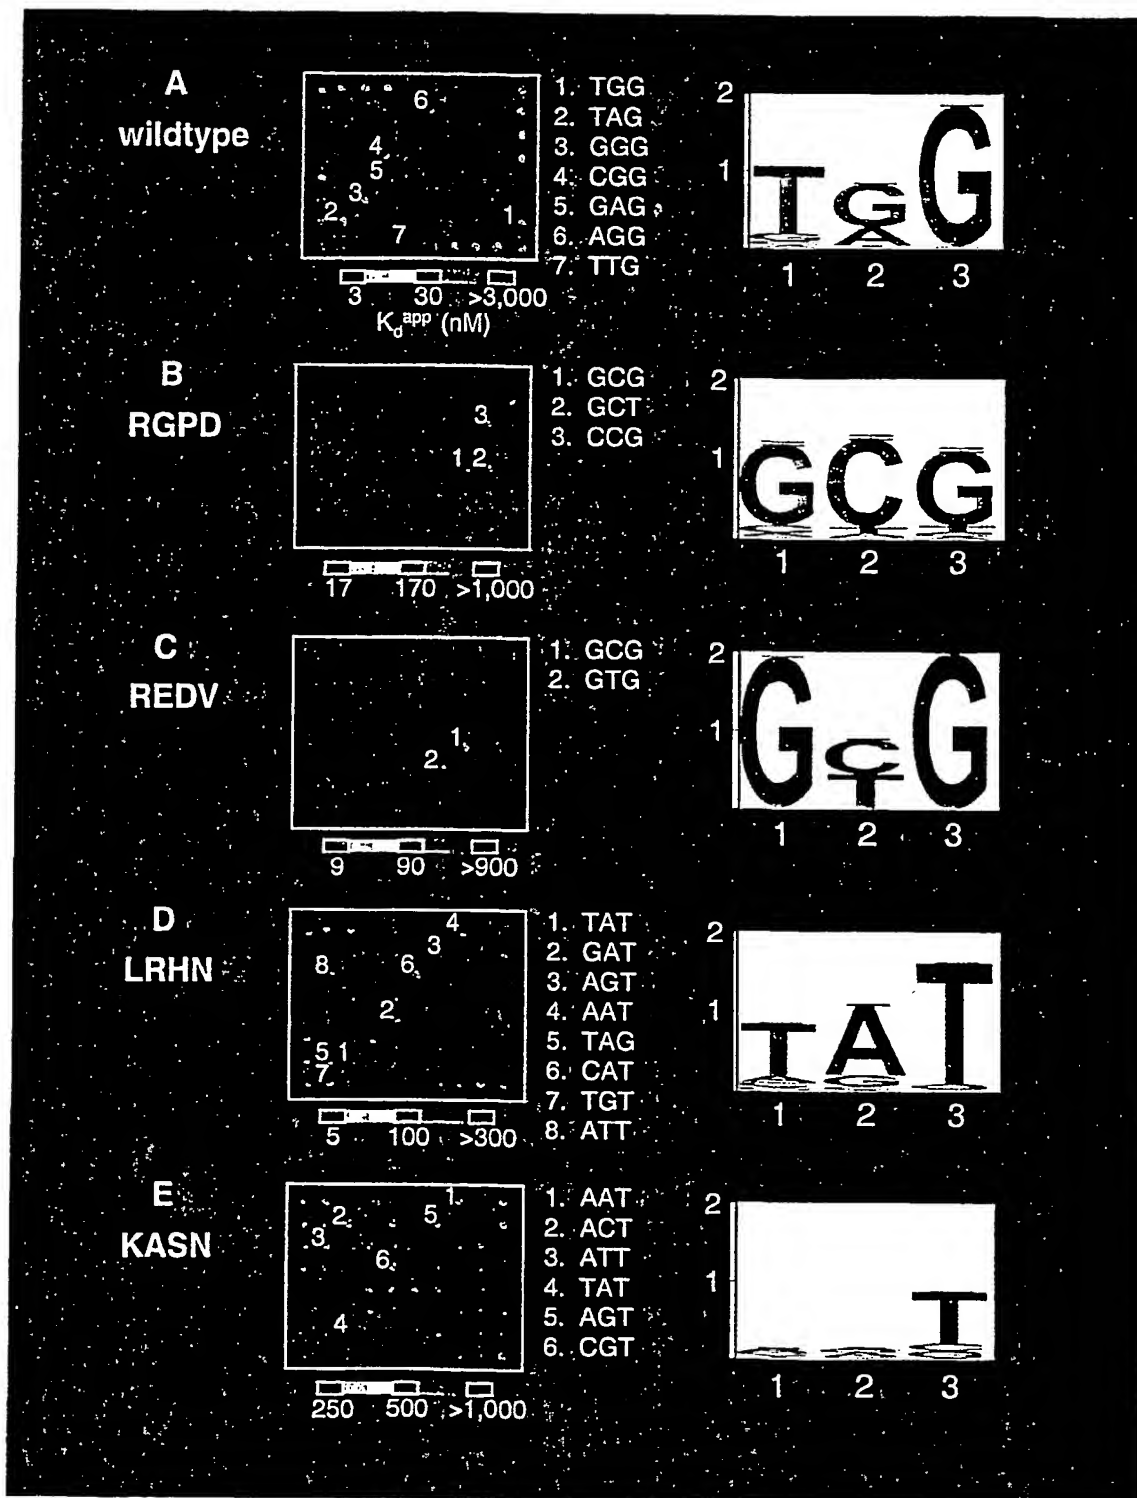 A
wildtype
6
4
5
3
2
1
7
3 30 >3,000
Kd^app (nM)
1. TGG
2. TAG
3. GGG
4. CGG
5. GAG
6. AGG
7. TTG
2
1
T G A G
1 2 3
B
RGPD
3
1 2
17 170 >1,000
1. GCG
2. GCT
3. CCG
2
1
G C G
1 2 3
C
REDV
1
2
9 90 >900
1. GCG
2. GTG
2
1
G C T G
1 2 3
D
LRHN
4
3
8 6
2
5 1
7
5 100 >300
1. TAT
2. GAT
3. AGT
4. AAT
5. TAG
6. CAT
7. TGT
8. ATT
2
1
T A T
1 2 3
E
KASN
1
2 5
3
6
4
250 500 >1,000
1. AAT
2. ACT
3. ATT
4. TAT
5. AGT
6. CGT
2
1
T
1 2 3